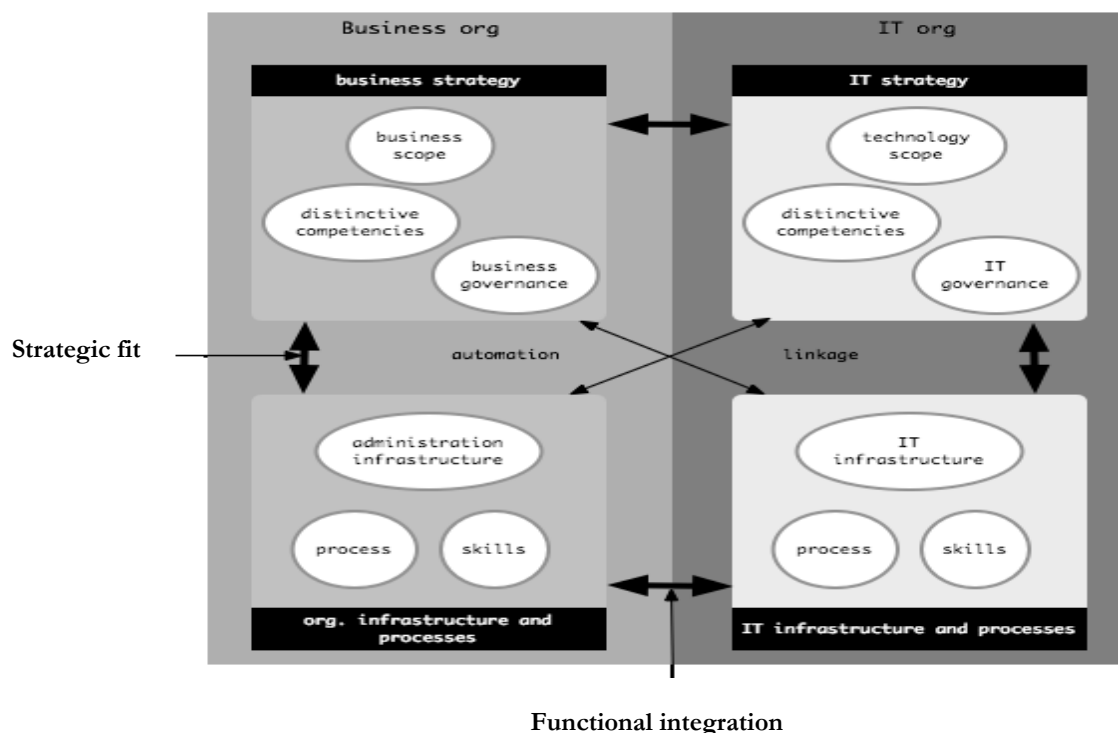 Business org
IT org
business strategy
IT strategy
business
scope
technology
scope
distinctive
competencies
distinctive
competencies
business
governance
IT
governance
Strategic fit
automation
linkage
administration
infrastructure
IT
infrastructure
process
skills
process
skills
org. infrastructure and
processes
IT infrastructure and processes
Functional integration